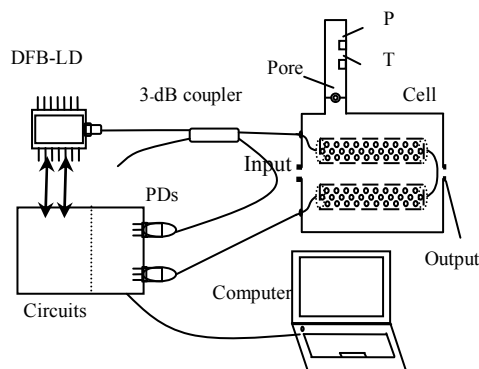 P
DFB-LD
T
Pore
3-dB coupler
Cell
Input
PDs
Output
Computer
Circuits